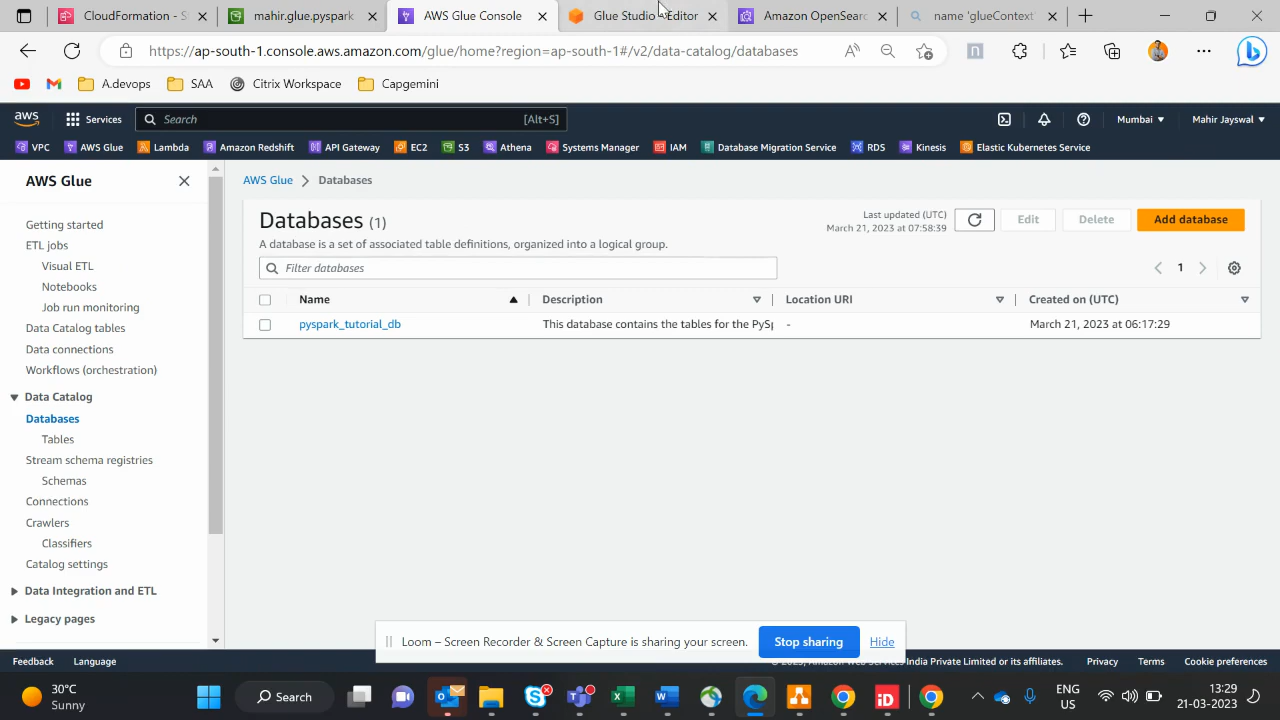 CloudFormation - S
mahir.jayswal.pyspark
AWS Glue Console
Glue Studio - Editor
Amazon OpenSearc
name 'glueContext'
https://ap-south-1.console.aws.amazon.com/glue/home?region=ap-south-1#/v2/data-catalog/databases
A.devops
SAA
Citrix Workspace
Capgemini
aws
Services
Search
[Alt+S]
Mumbai
Mahir Jayswal
VPC
AWS Glue
Lambda
Amazon Redshift
API Gateway
EC2
S3
Athena
Systems Manager
IAM
Database Migration Service
RDS
Kinesis
Elastic Kubernetes Service
AWS Glue
Getting started
ETL jobs
Visual ETL
Notebooks
Job run monitoring
Data Catalog tables
Data connections
Workflows (orchestration)
Data Catalog
Databases
Tables
Stream schema registries
Schemas
Connections
Crawlers
Classifiers
Catalog settings
Data Integration and ETL
Legacy pages
AWS Glue
Databases
Databases (1)
A database is a set of associated table definitions, organized into a logical group.
Last updated (UTC)
March 21, 2023 at 07:58:39
Edit
Delete
Add database
Filter databases
1
Name
Description
Location URI
Created on (UTC)
pyspark_tutorial_db
This database contains the tables for the PySp
-
March 21, 2023 at 06:17:29
Loom – Screen Recorder & Screen Capture is sharing your screen.
Stop sharing
Hide
Feedback
Language
© 2023, Amazon Web Services India Private Limited or its affiliates.
Privacy
Terms
Cookie preferences
30°C
Sunny
Search
ENG
US
13:29
21-03-2023